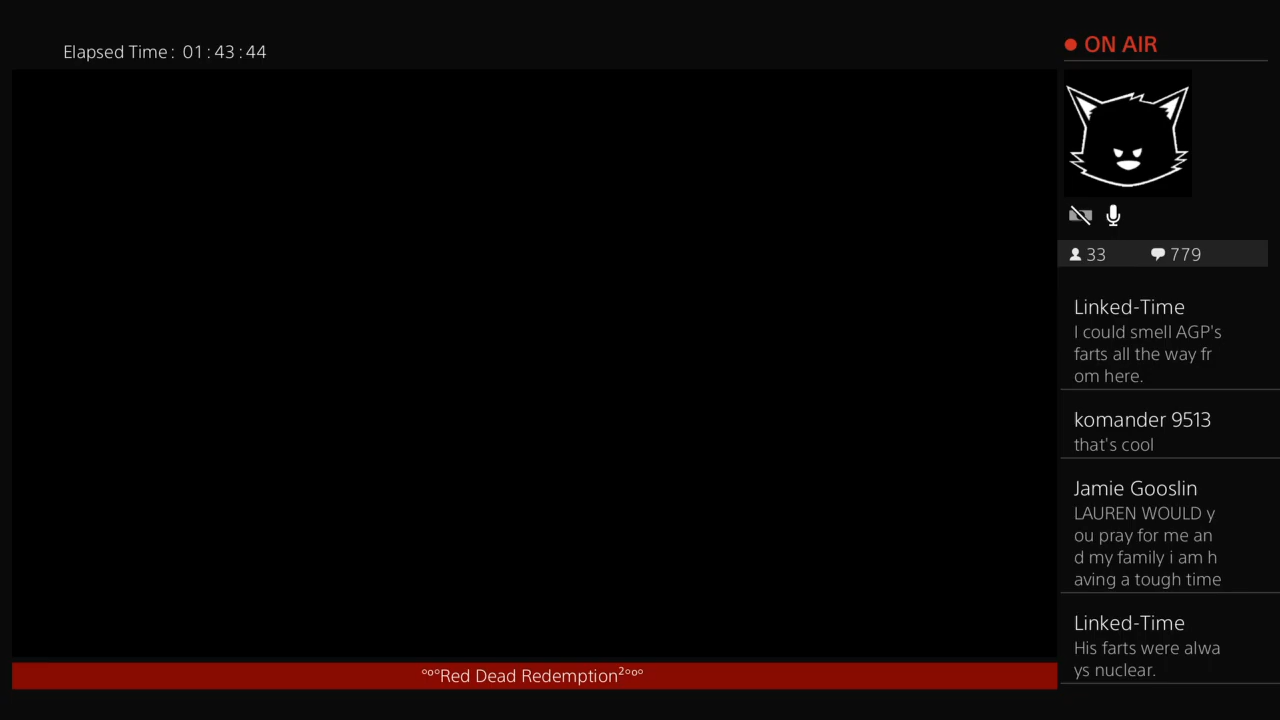 Elapsed Time: 01:43:44
ON AIR
33 779
Linked-Time
I could smell AGP's
farts all the way fr
om here.
komander 9513
that's cool
Jamie Gooslin
LAUREN WOULD y
ou pray for me an
d my family i am h
aving a tough time
Linked-Time
His farts were alwa
ys nuclear.
ºººRed Dead Redemption²ººº